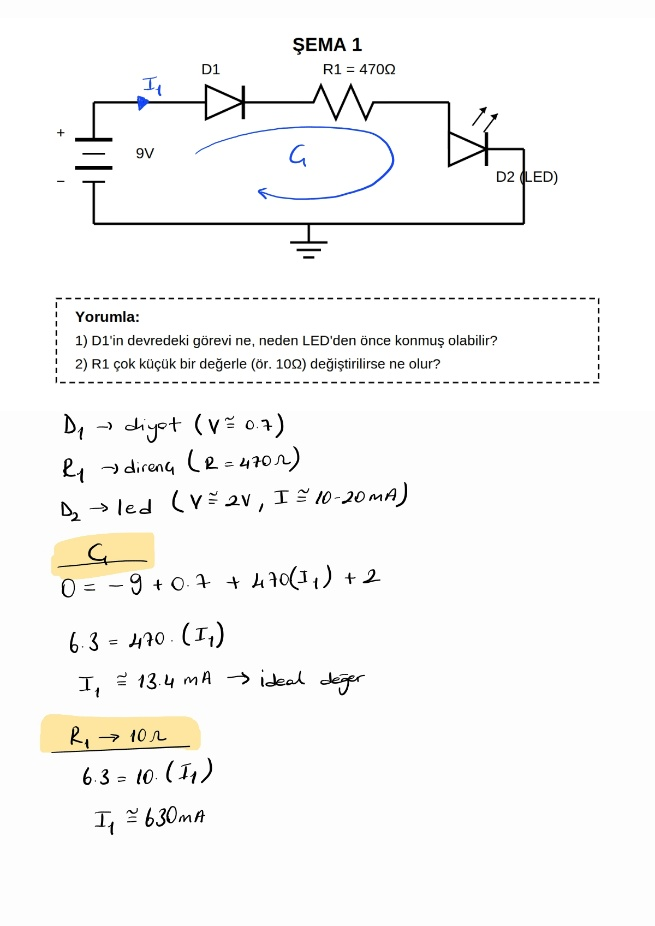 ŞEMA 1
D1
R1 = 470Ω
I₁
+
9V
G
−
D2 (LED)
Yorumla:
1) D1'in devredeki görevi ne, neden LED'den önce konmuş olabilir?
2) R1 çok küçük bir değerle (ör. 10Ω) değiştirilirse ne olur?
D₁ → diyot (V ≅ 0.7)
R₁ → direnç (R = 470Ω)
D₂ → led (V ≅ 2V, I ≅ 10-20mA)
G
0 = -9 + 0.7 + 470(I₁) + 2
6.3 = 470 · (I₁)
I₁ ≅ 13.4 mA → ideal değer
R₁ → 10Ω
6.3 = 10 · (I₁)
I₁ ≅ 630mA